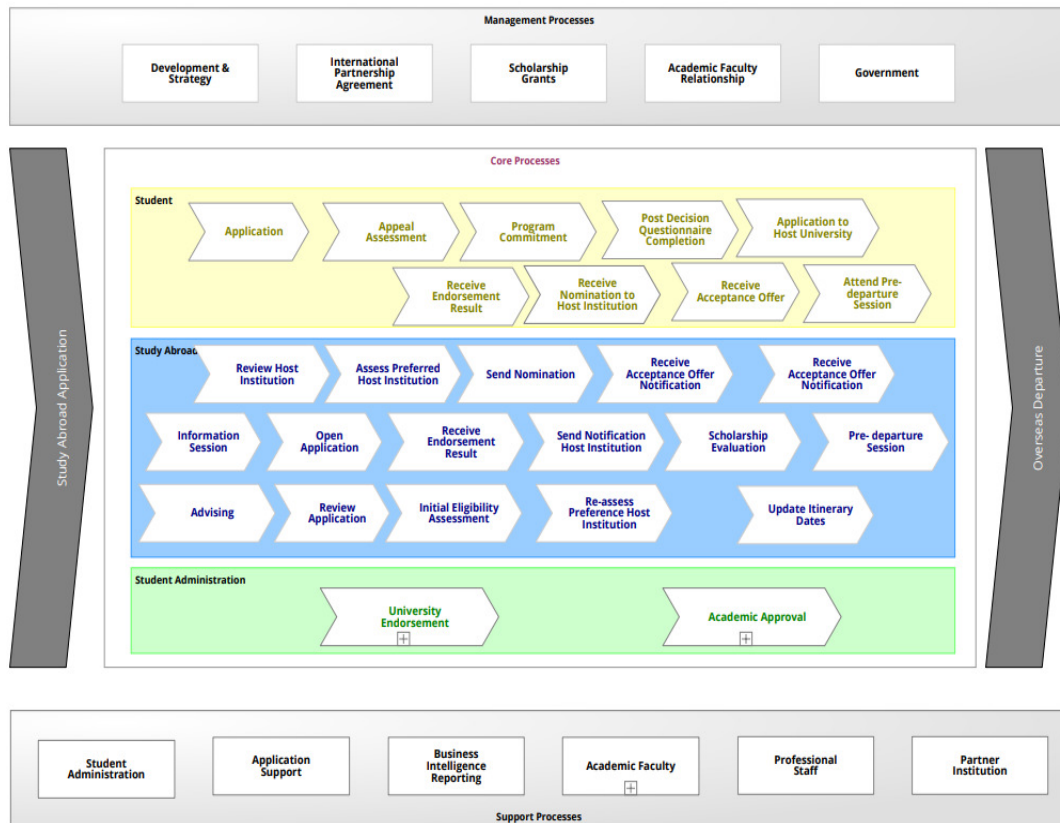 Management Processes
Development &
Strategy
International
Partnership
Agreement
Scholarship
Grants
Academic Faculty
Relationship
Government
Study Abroad Application
Core Processes
Student
Application
Appeal
Assessment
Program
Commitment
Post Decision
Questionnaire
Completion
Application to
Host University
Receive
Endorsement
Result
Receive
Nomination to
Host Institution
Receive
Acceptance Offer
Attend Pre-
departure
Session
Study Abroad
Review Host
Institution
Assess Preferred
Host Institution
Send Nomination
Receive
Acceptance Offer
Notification
Receive
Acceptance Offer
Notification
Information
Session
Open
Application
Receive
Endorsement
Result
Send Notification
Host Institution
Scholarship
Evaluation
Pre- departure
Session
Advising
Review
Application
Initial Eligibility
Assessment
Re-assess
Preference Host
Institution
Update Itinerary
Dates
Student Administration
University
Endorsement
Academic Approval
Overseas Departure
Student
Administration
Application
Support
Business
Intelligence
Reporting
Academic Faculty
Professional
Staff
Partner
Institution
Support Processes